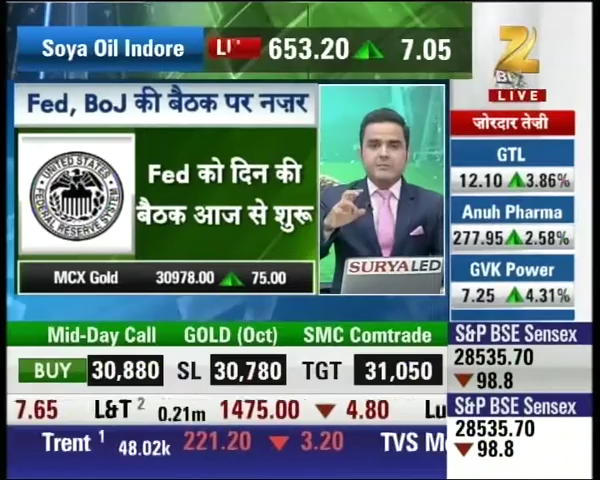 Soya Oil Indore LI 653.20 7.05
Z
LIVE
Fed, BoJ की बैठक पर नज़र
UNITED STATES
FEDERAL RESERVE SYSTEM
Fed को दिन की
बैठक आज से शुरू
MCX Gold 30978.00 75.00
SURYA LED
ज़ोरदार तेजी
GTL
12.10 3.86%
Anuh Pharma
277.95 2.58%
GVK Power
7.25 4.31%
Mid-Day Call GOLD (Oct) SMC Comtrade
BUY 30,880 SL 30,780 TGT 31,050
S&P BSE Sensex
28535.70
98.8
7.65 L&T 2 0.21m 1475.00 4.80 Lu
S&P BSE Sensex
28535.70
98.8
Trent 1 48.02k 221.20 3.20 TVS M